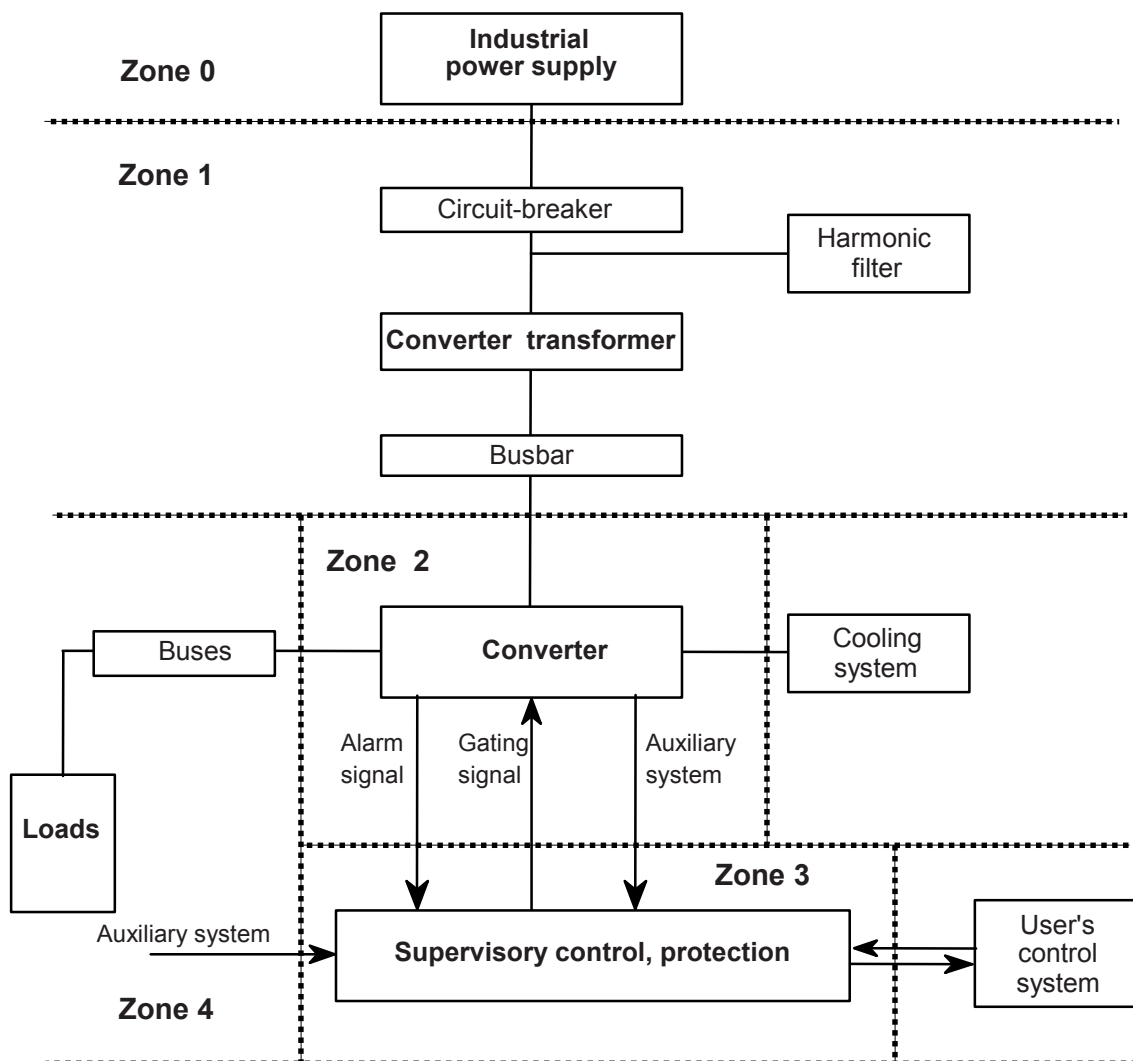 Industrial
power supply
Zone 0
Zone 1
Circuit-breaker
Harmonic
filter
Converter transformer
Busbar
Zone 2
Buses
Converter
Cooling
system
Alarm
signal
Gating
signal
Auxiliary
system
Loads
Zone 3
Auxiliary system
Supervisory control, protection
User's
control
system
Zone 4